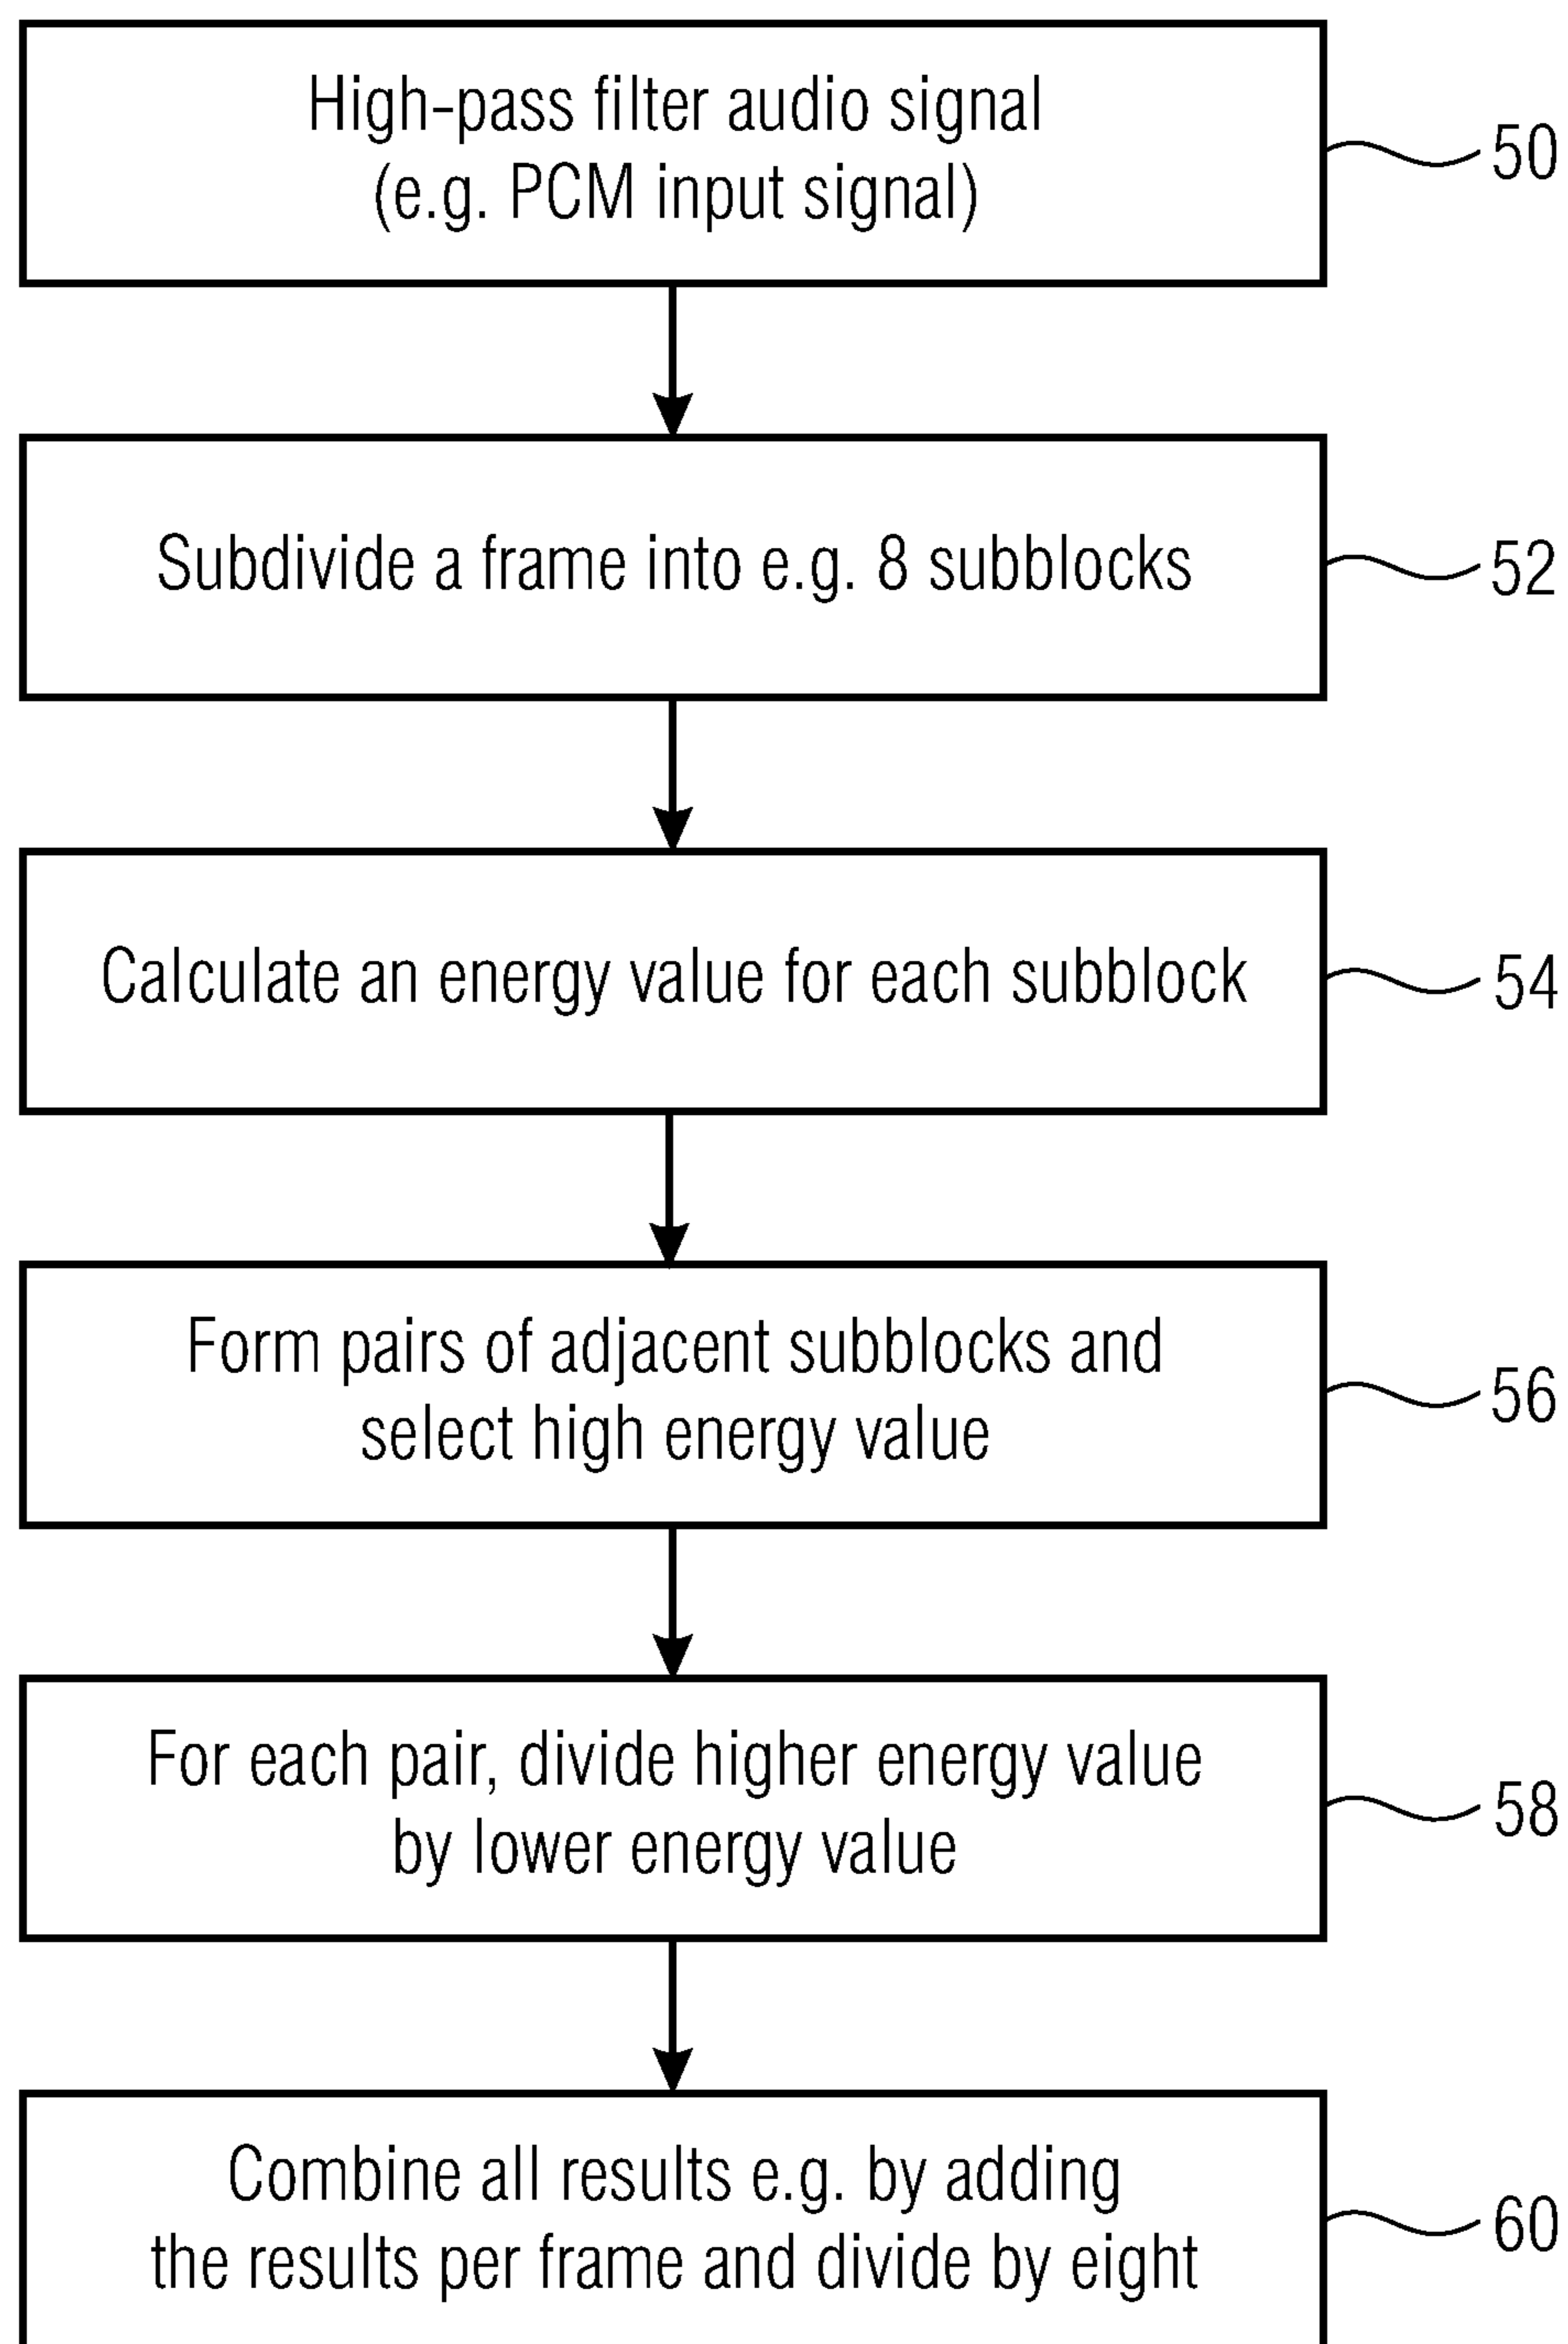 High-pass filter audio signal
(e.g. PCM input signal)
50
Subdivide a frame into e.g. 8 subblocks
52
Calculate an energy value for each subblock
54
Form pairs of adjacent subblocks and
select high energy value
56
For each pair, divide higher energy value
by lower energy value
58
Combine all results e.g. by adding
the results per frame and divide by eight
60